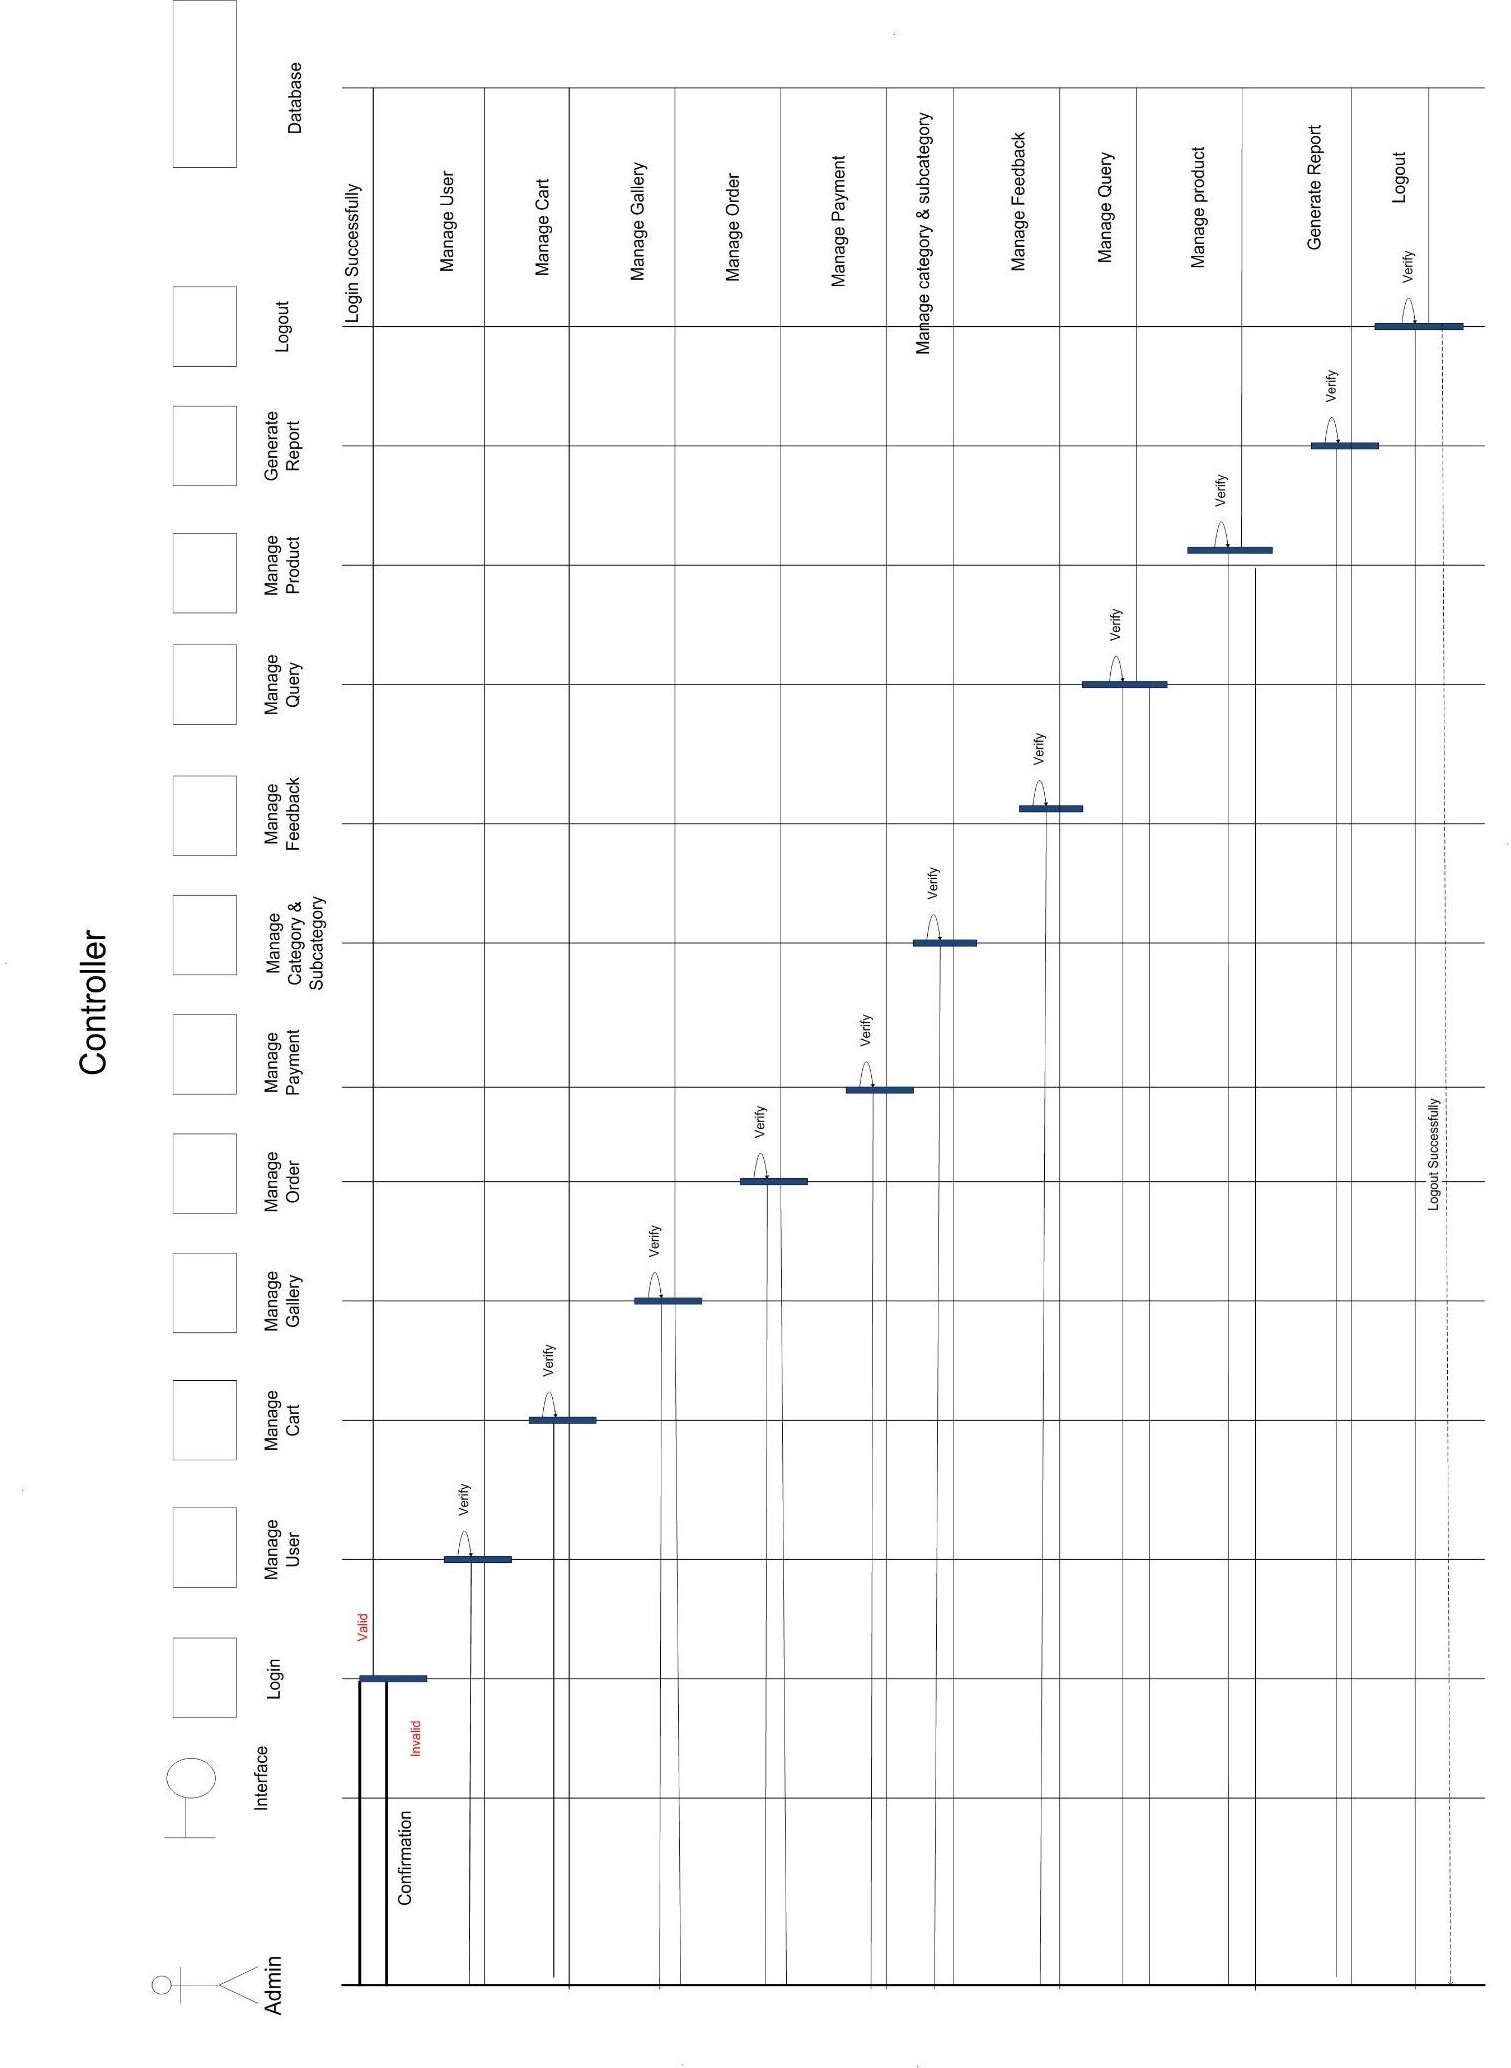 Controller
Admin
Interface
Login
Manage
User
Manage
Cart
Manage
Gallery
Manage
Order
Manage
Payment
Manage
Category &
Subcategory
Manage
Feedback
Manage
Query
Manage
Product
Generate
Report
Logout
Database
Valid
Login Successfully
Confirmation
Invalid
Verify
Manage User
Verify
Manage Cart
Verify
Manage Gallery
Verify
Manage Order
Verify
Manage Payment
Verify
Manage category & subcategory
Verify
Manage Feedback
Verify
Manage Query
Verify
Manage product
Verify
Generate Report
Verify
Logout
Logout Successfully